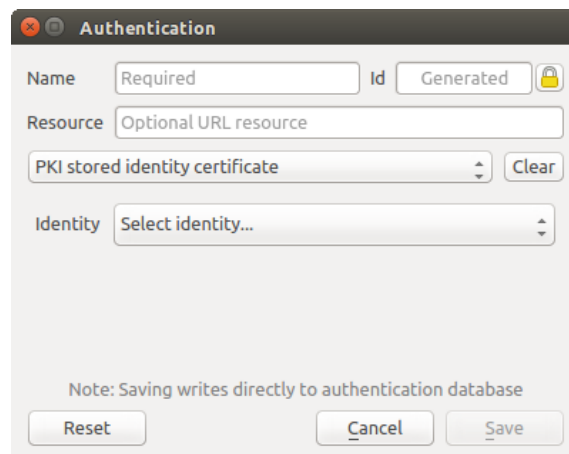 Authentication
Name Required Id Generated
Resource Optional URL resource
PKI stored identity certificate Clear
Identity Select identity...
Note: Saving writes directly to authentication database
Reset Cancel Save